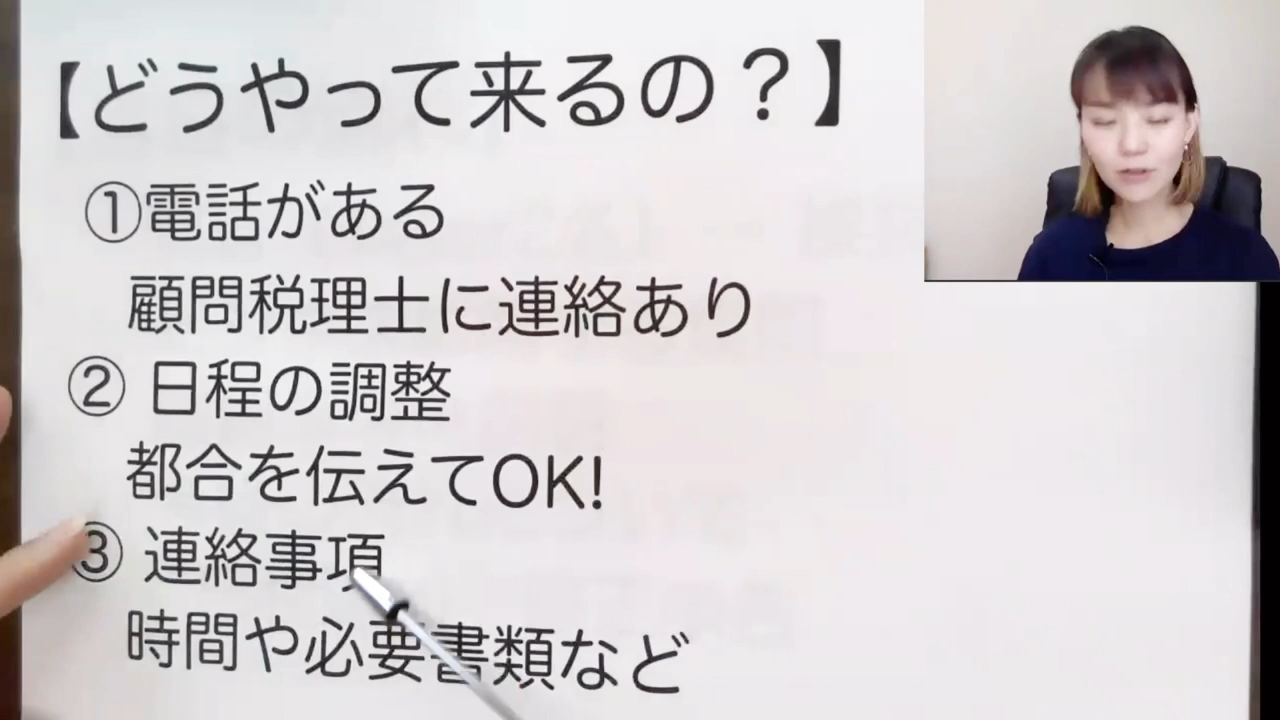 【どうやって来るの？】
①電話がある
顧問税理士に連絡あり
② 日程の調整
都合を伝えてOK!
③ 連絡事項
時間や必要書類など